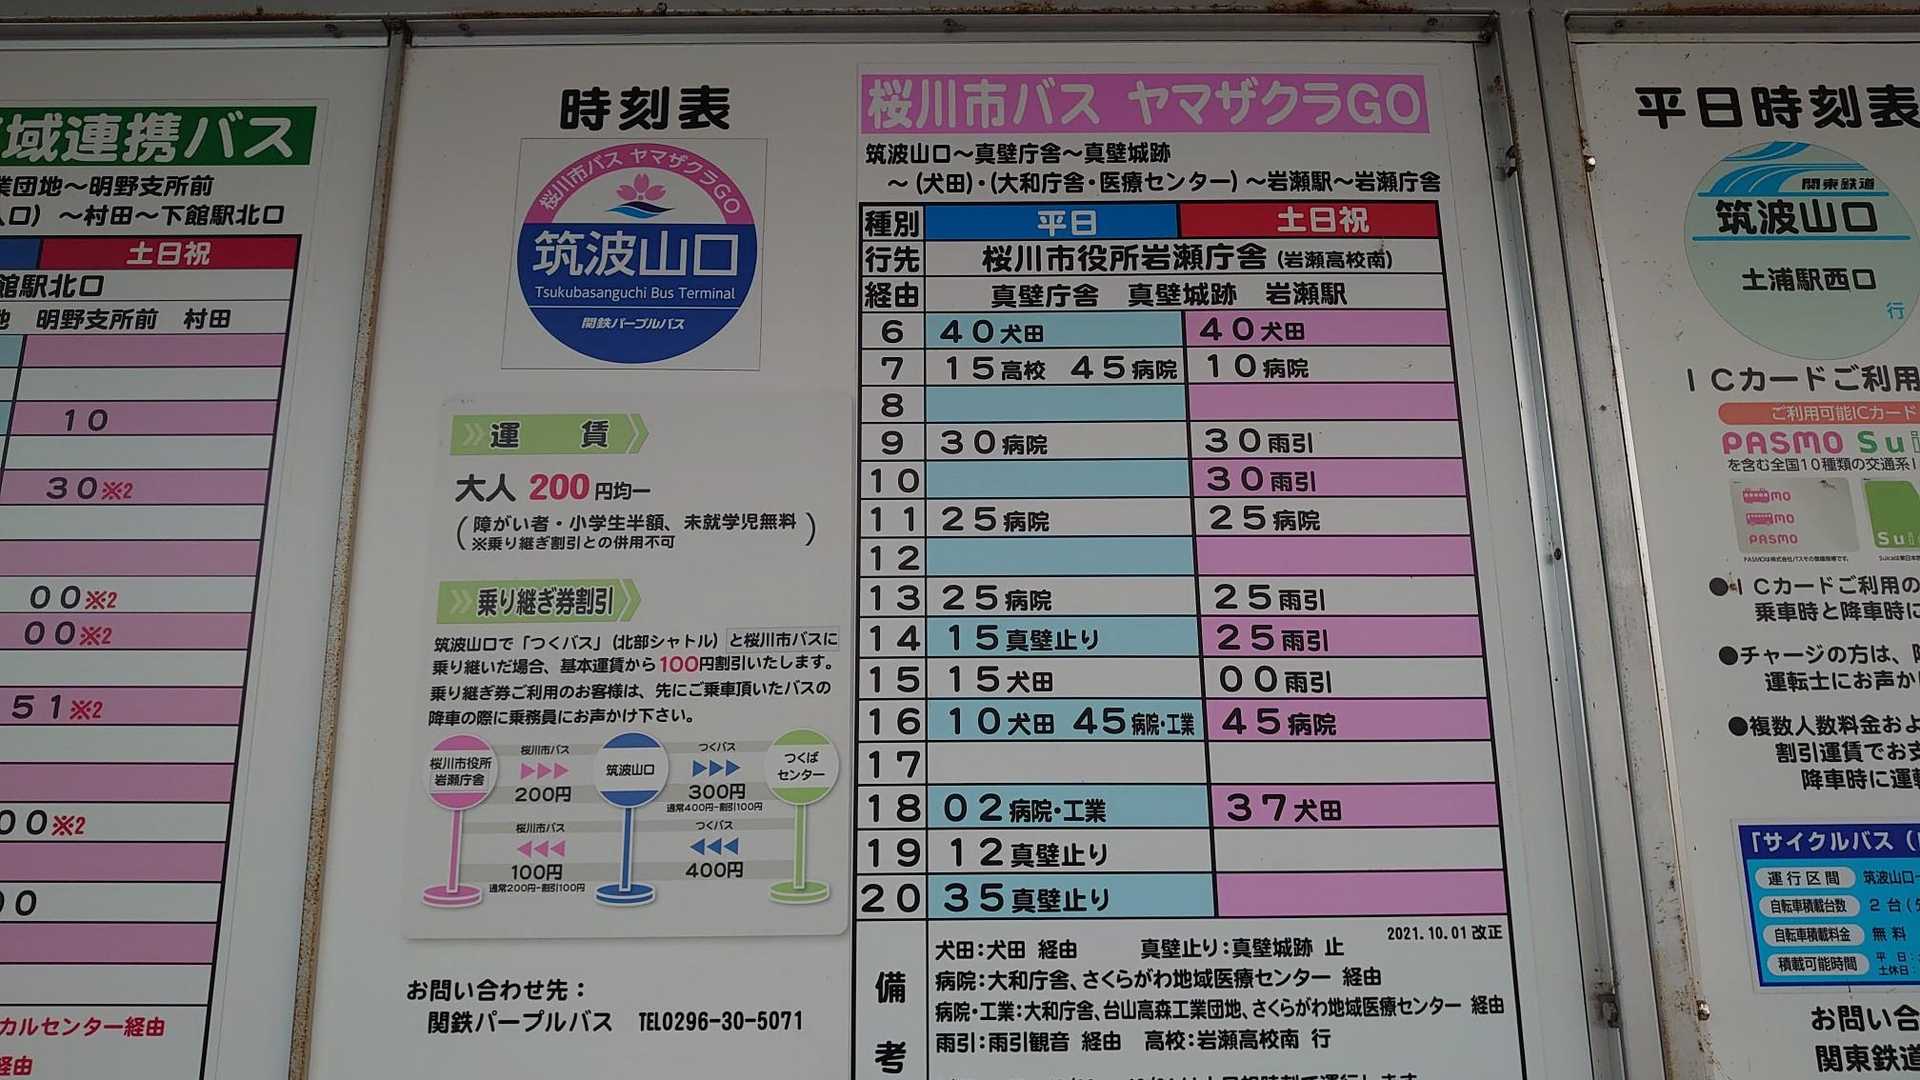 域連携バス
業団地～明野支所前
入口）～村田～下館駅北口
土日祝
館駅北口
明野支所前 村田
10
30※2
00※2
00※2
51※2
00※2
00
カルセンター経由
経由
時刻表
桜川市バス ヤマザクラGO
筑波山口
Tsukubasanguchi Bus Terminal
関鉄パープルバス
運 賃
大人 200円均一
（障がい者・小学生半額、未就学児無料
※乗り継ぎ割引との併用不可）
乗り継ぎ券割引
筑波山口で「つくバス」（北部シャトル）と桜川市バスに
乗り継いだ場合、基本運賃から100円割引いたします。
乗り継ぎ券ご利用のお客様は、先にご乗車頂いたバスの
降車の際に乗務員にお声かけ下さい。
桜川市役所
岩瀬庁舎
桜川市バス
200円
桜川市バス
100円
通常200円-割引100円
筑波山口
つくバス
300円
通常400円-割引100円
つくバス
400円
つくば
センター
お問い合わせ先：
関鉄パープルバス TEL0296-30-5071
桜川市バス ヤマザクラGO
筑波山口～真壁庁舎～真壁城跡
～（犬田）・（大和庁舎・医療センター）～岩瀬駅～岩瀬庁舎
種別 平日 土日祝
行先 桜川市役所岩瀬庁舎（岩瀬高校南）
経由 真壁庁舎 真壁城跡 岩瀬駅
6 40犬田 40犬田
7 15高校 45病院 10病院
8
9 30病院 30雨引
10 30雨引
11 25病院 25病院
12
13 25病院 25雨引
14 15真壁止り 25雨引
15 15犬田 00雨引
16 10犬田 45病院・工業 45病院
17
18 02病院・工業 37犬田
19 12真壁止り
20 35真壁止り
2021.10.01改正
備考
犬田：犬田 経由 真壁止り：真壁城跡 止
病院：大和庁舎、さくらがわ地域医療センター 経由
病院・工業：大和庁舎、台山高森工業団地、さくらがわ地域医療センター 経由
雨引：雨引観音 経由 高校：岩瀬高校南 行
平日時刻表
関東鉄道
筑波山口
土浦駅西口
行
ICカードご利用
ご利用可能ICカード
PASMO Sui
を含む全国10種類の交通系I
PASMO
Sui
●ICカードご利用の
乗車時と降車時に
●チャージの方は、降
運転士にお声か
●複数人数料金およ
割引運賃でお支
降車時に運転
「サイクルバス（
運行区間 筑波山口
自転車積載台数 2台（
自転車積載料金 無料
積載可能時間 平 日：
土休日：
お問い合
関東鉄道